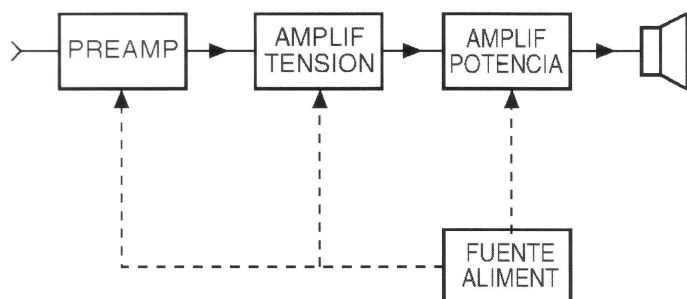 PREAMP
AMPLIF
TENSION
AMPLIF
POTENCIA
FUENTE
ALIMENT